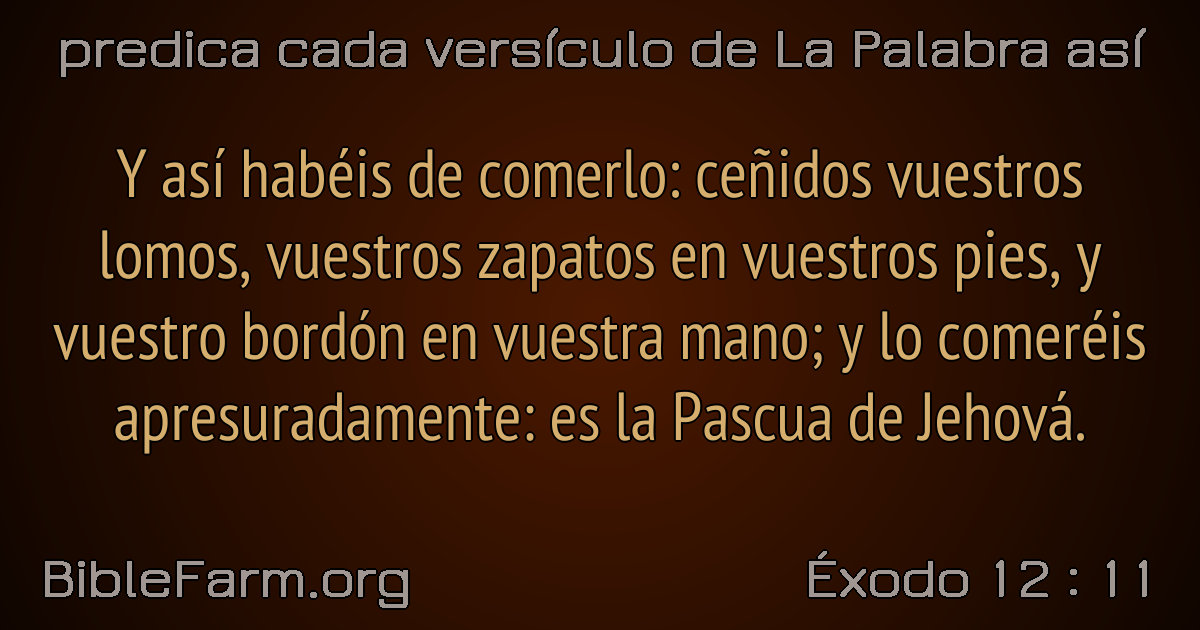 predica cada versículo de La Palabra así
Y así habéis de comerlo: ceñidos vuestros
lomos, vuestros zapatos en vuestros pies, y
vuestro bordón en vuestra mano; y lo comeréis
apresuradamente: es la Pascua de Jehová.
BibleFarm.org
Éxodo 12 : 11